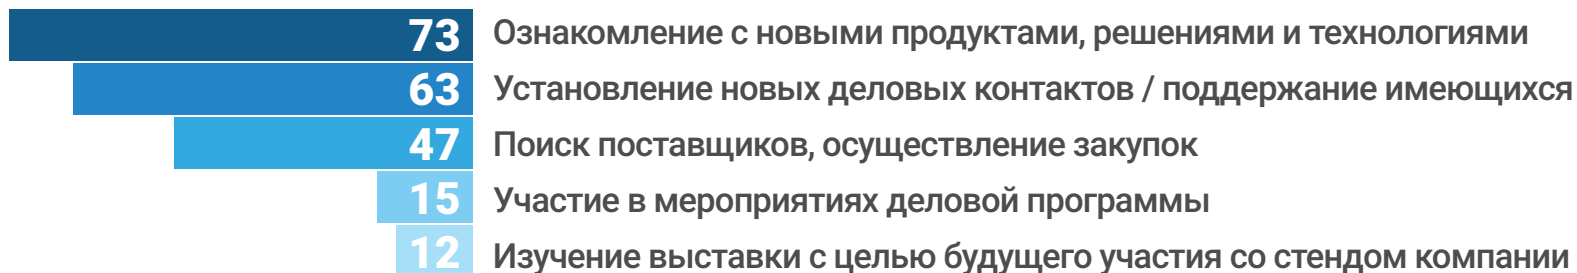 73 Ознакомление с новыми продуктами, решениями и технологиями
63 Установление новых деловых контактов / поддержание имеющихся
47 Поиск поставщиков, осуществление закупок
15 Участие в мероприятиях деловой программы
12 Изучение выставки с целью будущего участия со стендом компании